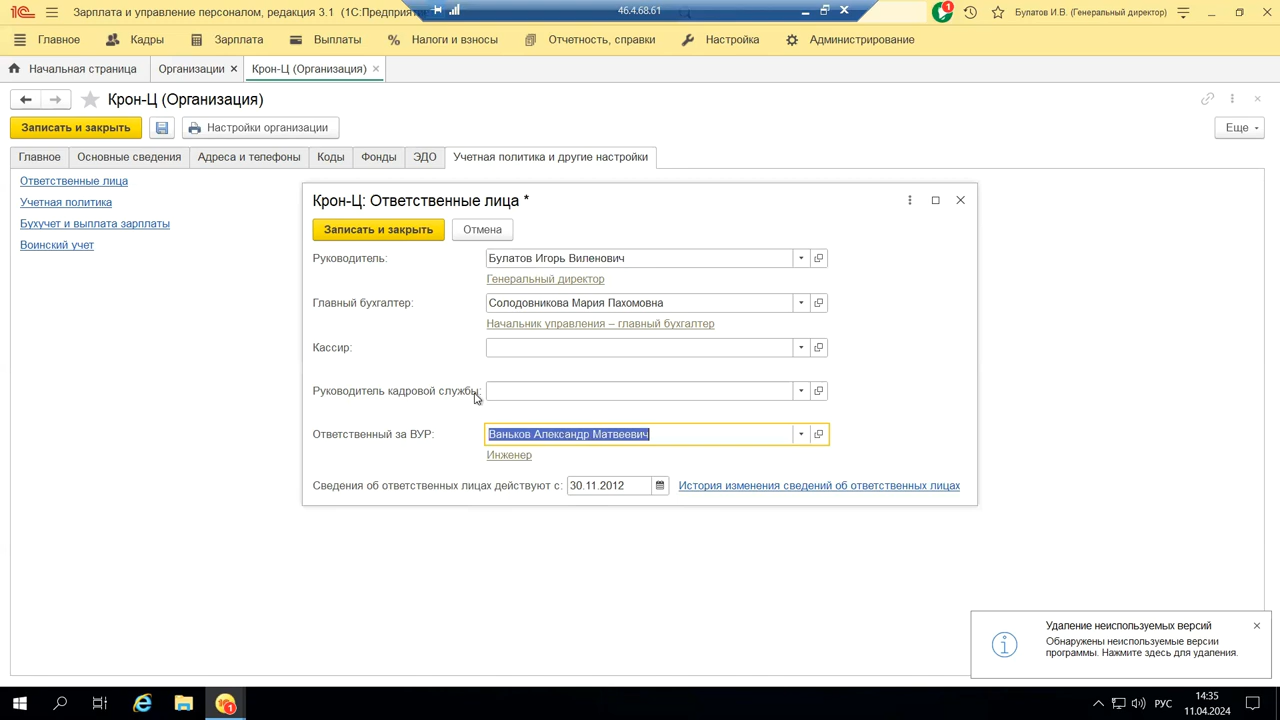 Зарплата и управление персоналом, редакция 3.1 (1С:Предприятие
46.4.68.61
1
Булатов И.В. (Генеральный директор)
Главное
Кадры
Зарплата
Выплаты
Налоги и взносы
Отчетность, справки
Настройка
Администрирование
Начальная страница
Организации
Крон-Ц (Организация)
Крон-Ц (Организация)
Записать и закрыть
Настройки организации
Еще
Главное
Основные сведения
Адреса и телефоны
Коды
Фонды
ЭДО
Учетная политика и другие настройки
Ответственные лица
Учетная политика
Бухучет и выплата зарплаты
Воинский учет
Крон-Ц: Ответственные лица *
Записать и закрыть
Отмена
Руководитель:
Булатов Игорь Виленович
Генеральный директор
Главный бухгалтер:
Солодовникова Мария Пахомовна
Начальник управления – главный бухгалтер
Кассир:
Руководитель кадровой службы:
Ответственный за ВУР:
Ваньков Александр Матвеевич
Инженер
Сведения об ответственных лицах действуют с:
30.11.2012
История изменения сведений об ответственных лицах
Удаление неиспользуемых версий
Обнаружены неиспользуемые версии
программы. Нажмите здесь для удаления.
1
РУС
14:35
11.04.2024